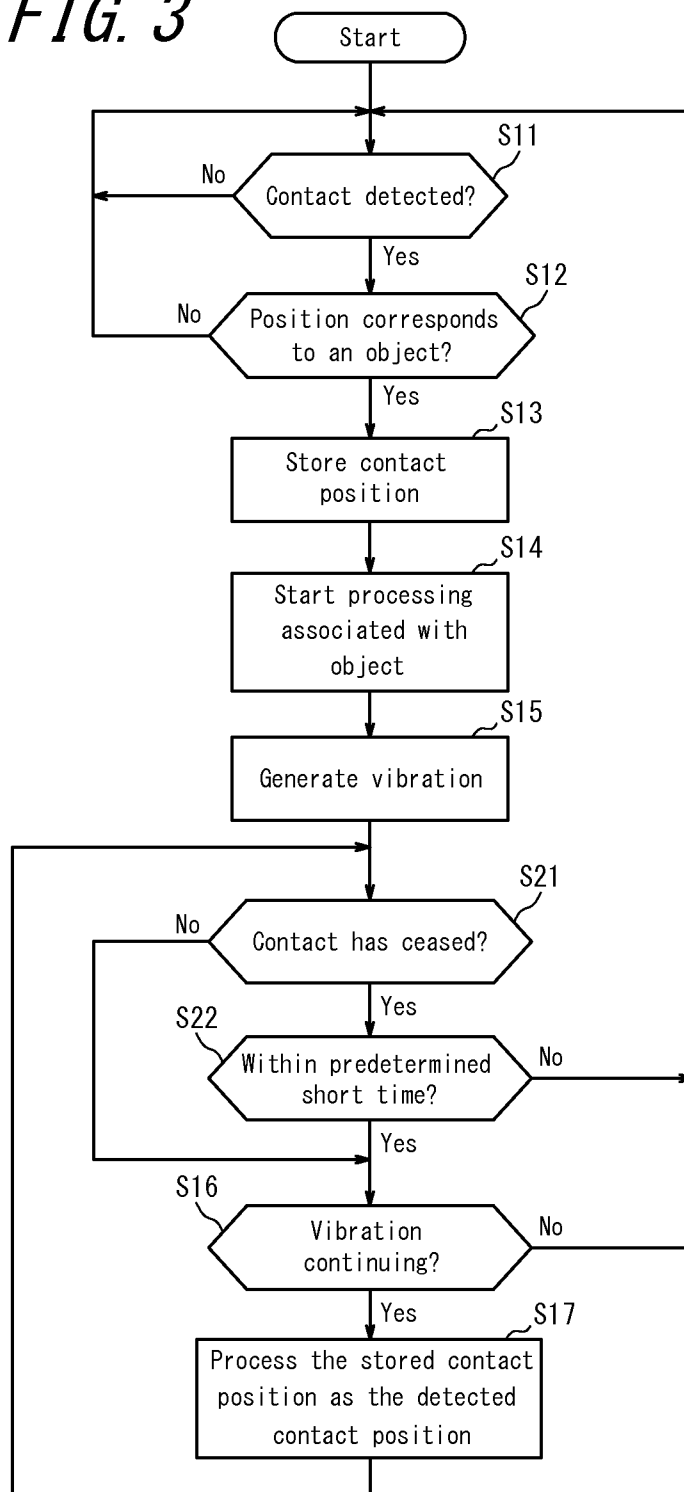 FIG. 3
Start
S11
No
Contact detected?
Yes
S12
No
Position corresponds
to an object?
Yes
S13
Store contact
position
S14
Start processing
associated with
object
S15
Generate vibration
S21
No
Contact has ceased?
Yes
S22
Within predetermined
short time?
No
Yes
S16
Vibration
continuing?
No
Yes
S17
Process the stored contact
position as the detected
contact position